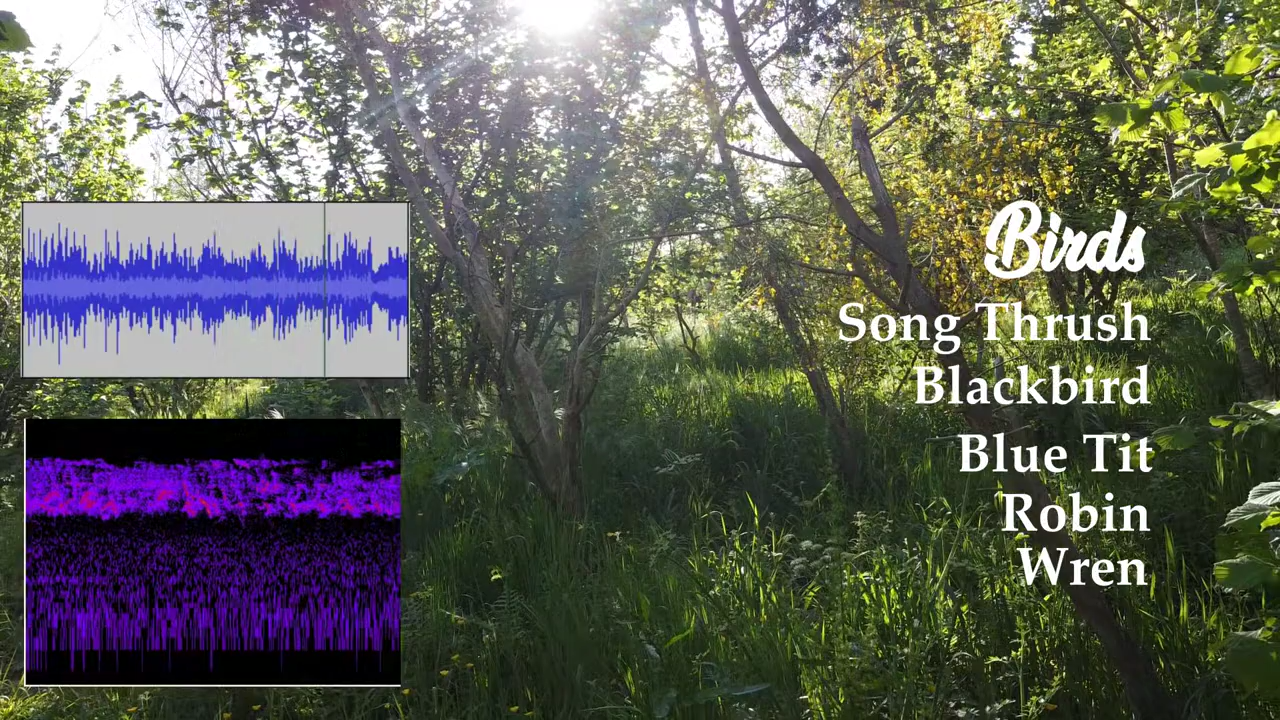 Birds
Song Thrush
Blackbird
Blue Tit
Robin
Wren